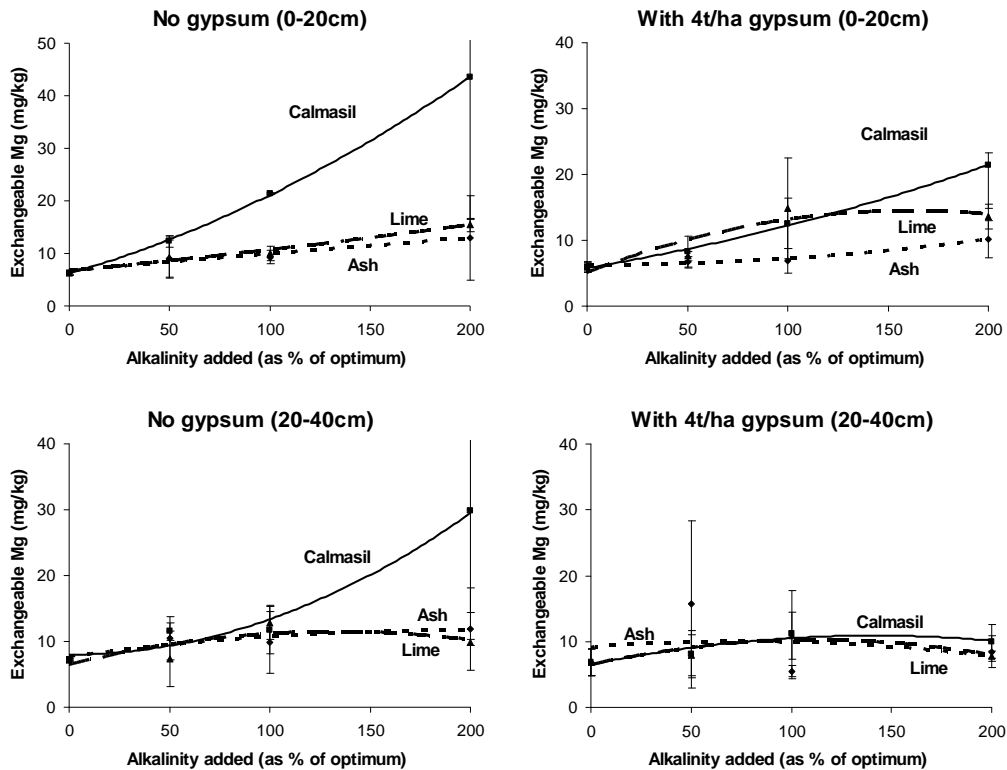 No gypsum (0-20cm)
Exchangeable Mg (mg/kg)
50
40
30
20
10
0
0 50 100 150 200
Calmasil
Lime
Ash
Alkalinity added (as % of optimum)
With 4t/ha gypsum (0-20cm)
Exchangeable Mg (mg/kg)
40
30
20
10
0
0 50 100 150 200
Calmasil
Lime
Ash
Alkalinity added (as % of optimum)
No gypsum (20-40cm)
Exchangeable Mg (mg/kg)
40
30
20
10
0
0 50 100 150 200
Calmasil
Ash
Lime
Alkalinity added (as % of optimum)
With 4t/ha gypsum (20-40cm)
Exchangeable Mg (mg/kg)
40
30
20
10
0
0 50 100 150 200
Ash
Calmasil
Lime
Alkalinity added (as % of optimum)